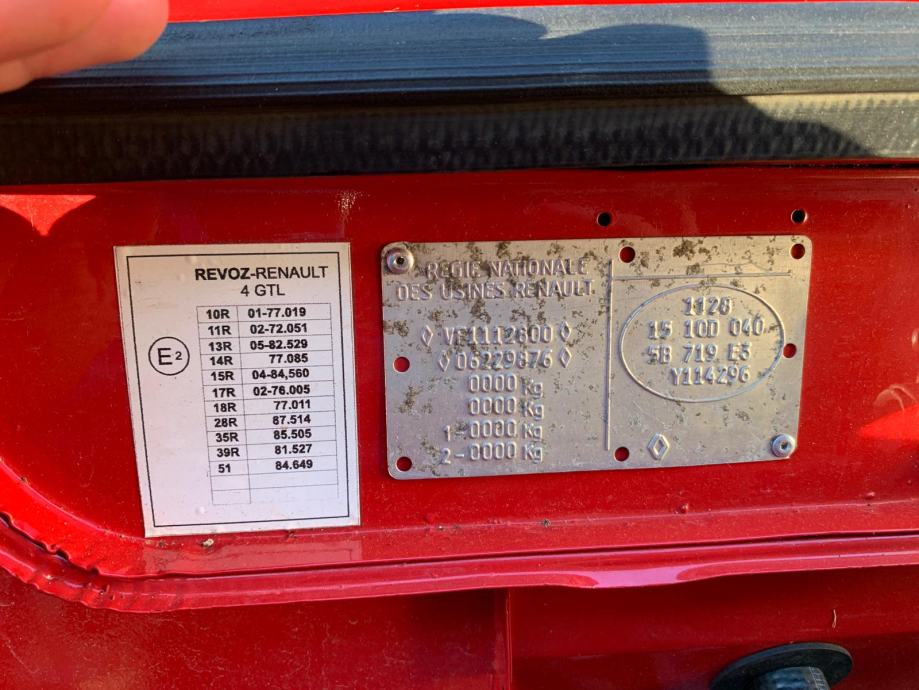 REVOZ-RENAULT
4 GTL
E2
10R 01-77.019
11R 02-72.051
13R 05-82.529
14R 77.085
15R 04-84,560
17R 02-76.005
18R 77.011
28R 87.514
35R 85.505
39R 81.527
51 84.649
REGIE NATIONALE
DES USINES RENAULT
◊ VF1112800 ◊
◊ 06229876 ◊
0000 Kg
0000 Kg
1-0000 Kg
2-0000 Kg
1128
15 10D 040
5B 719 E3
Y114296